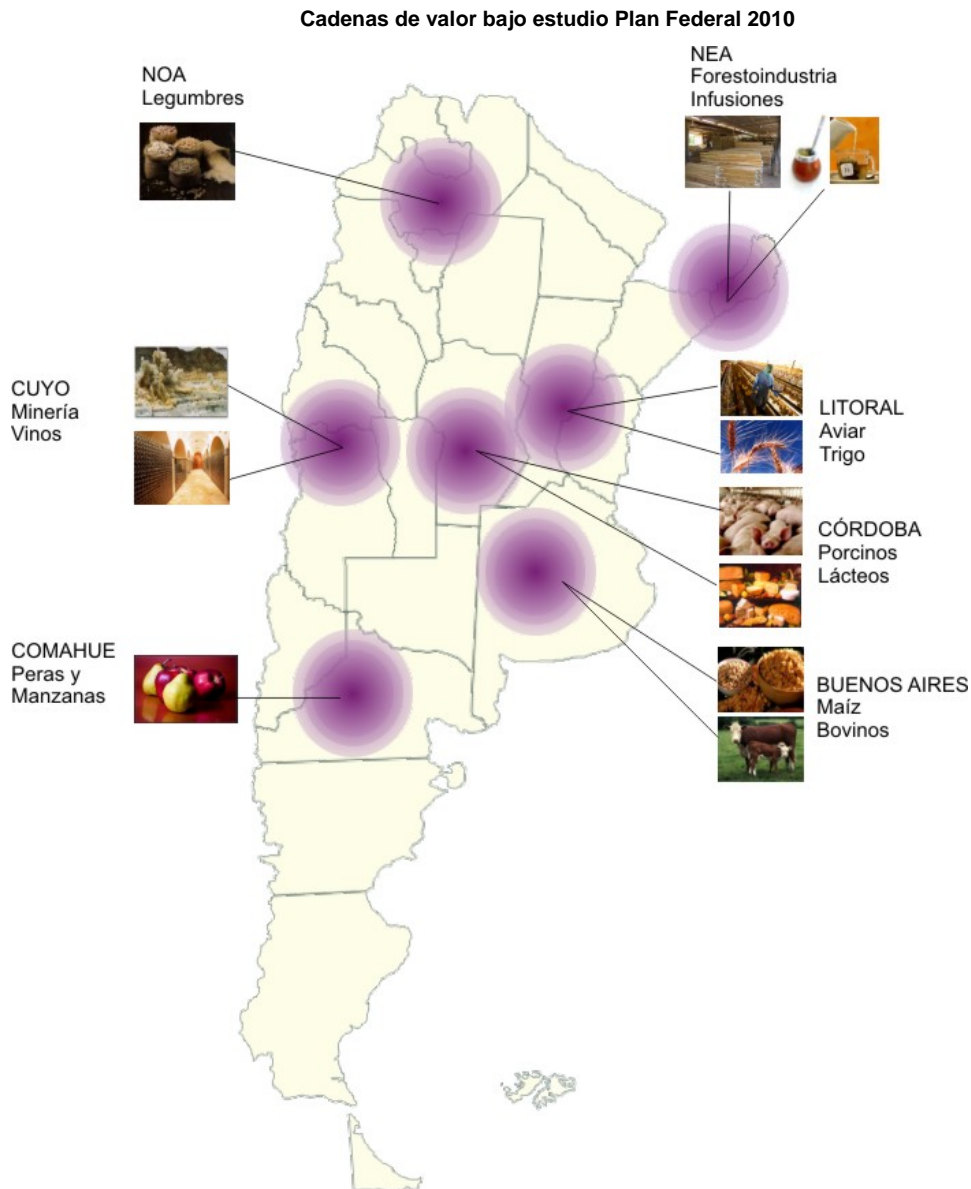 Cadenas de valor bajo estudio Plan Federal 2010
NOA
Legumbres
NEA
Forestoindustria
Infusiones
CUYO
Minería
Vinos
LITORAL
Aviar
Trigo
CÓRDOBA
Porcinos
Lácteos
COMAHUE
Peras y
Manzanas
BUENOS AIRES
Maíz
Bovinos